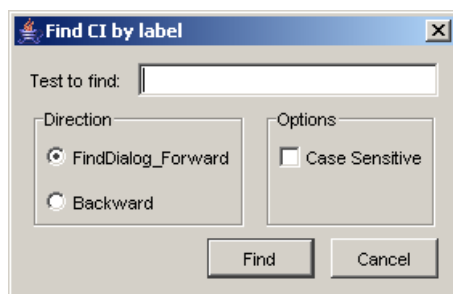 Find CI by label
Test to find:
Direction
Options
FindDialog_Forward
Case Sensitive
Backward
Find
Cancel